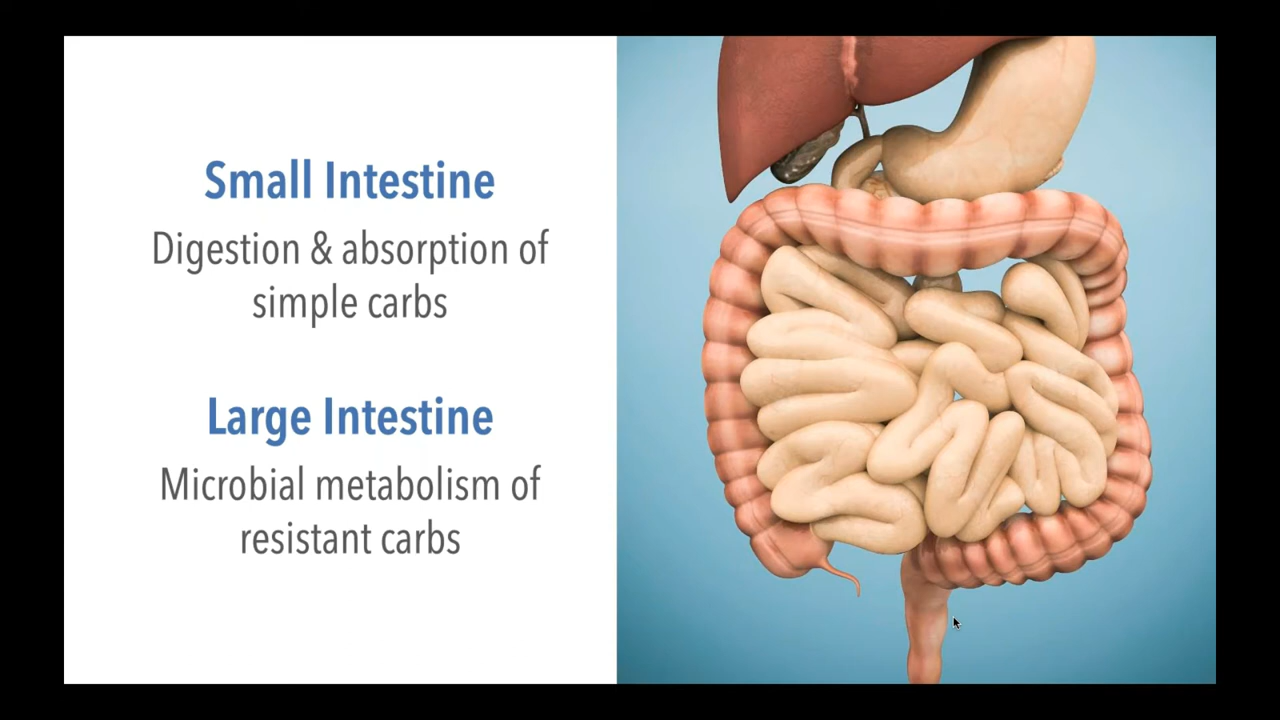 Small Intestine
Digestion & absorption of
simple carbs
Large Intestine
Microbial metabolism of
resistant carbs